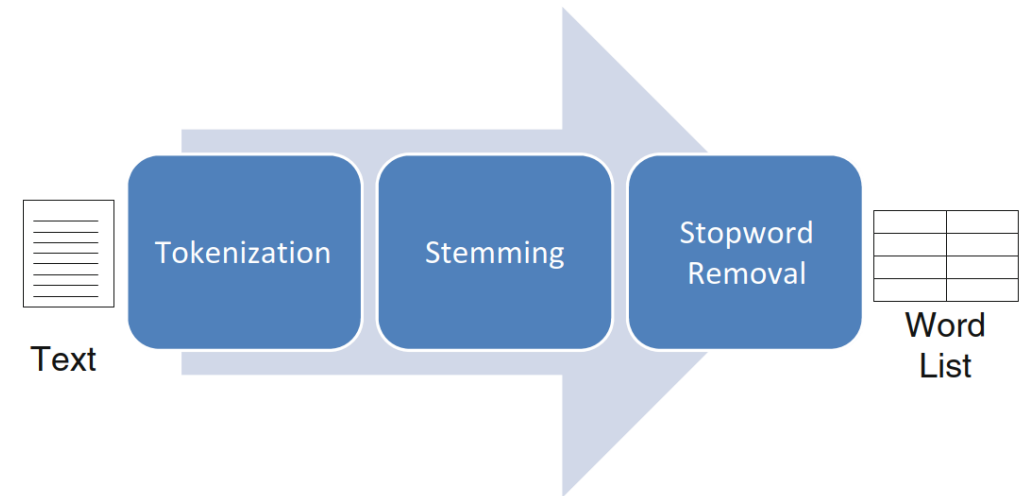 Text
Tokenization
Stemming
Stopword
Removal
Word
List